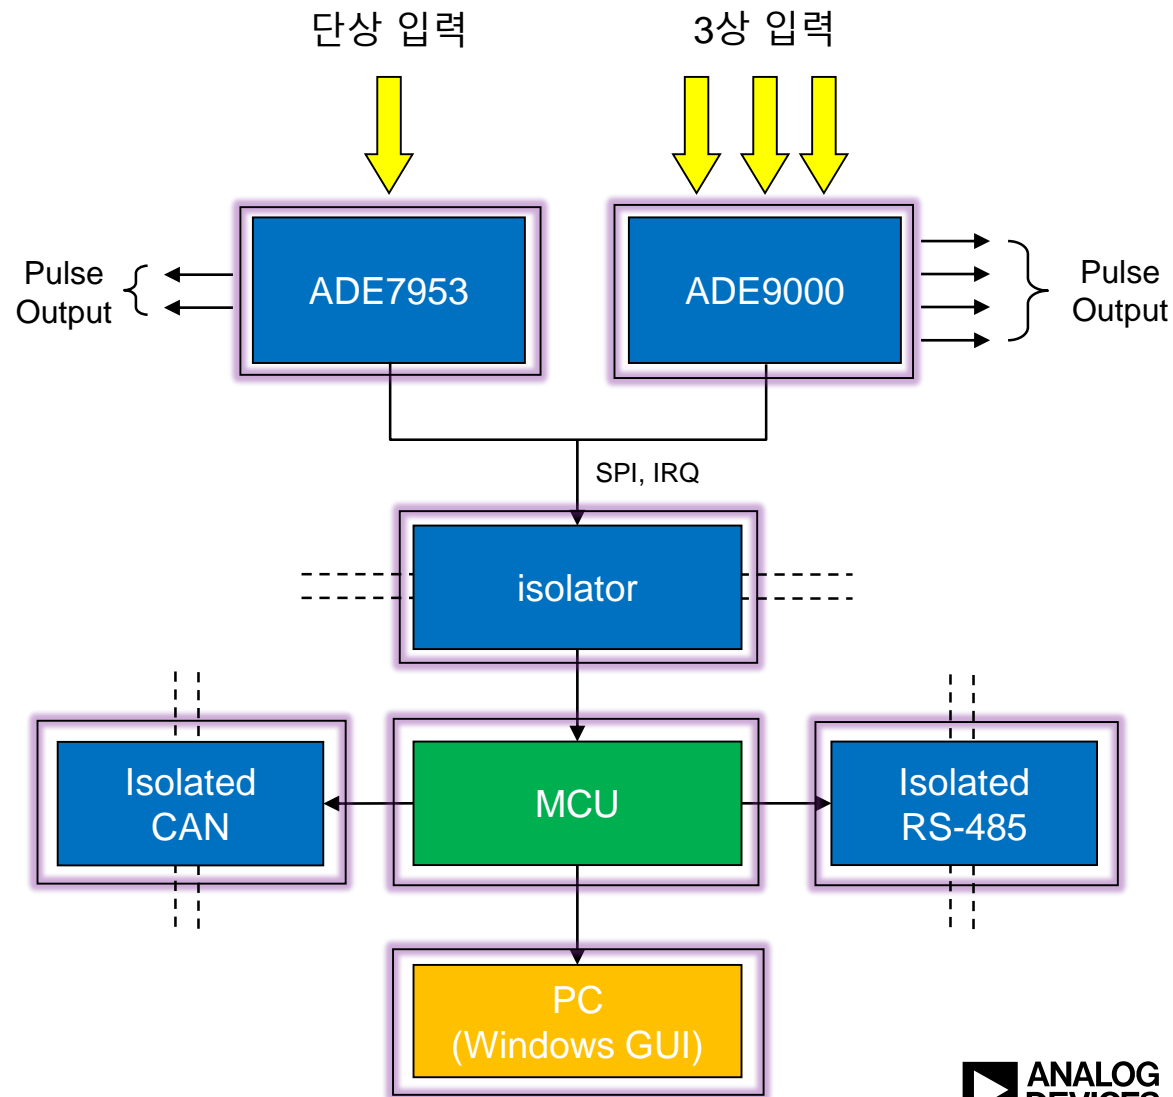 단상 입력
3상 입력
Pulse
Output
ADE7953
ADE9000
Pulse
Output
SPI, IRQ
isolator
Isolated
CAN
MCU
Isolated
RS-485
PC
(Windows GUI)
ANALOG
DEVICES